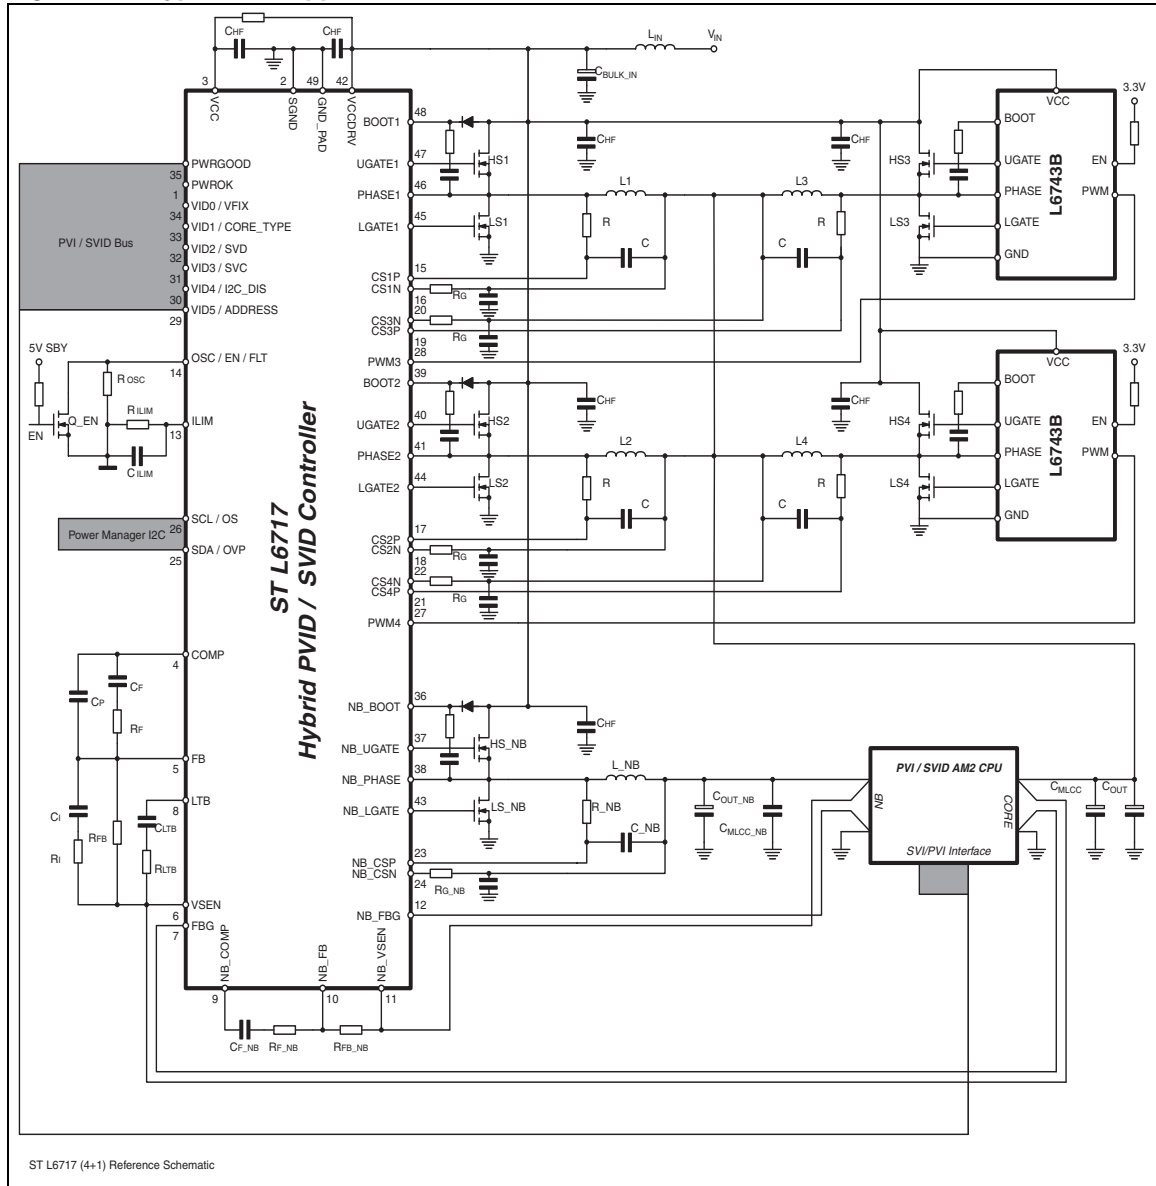 CHF
CHF
LIN
VIN
CBULK_IN
3
2
49
42
VCC
SGND
GND_PAD
VCCDRV
3.3V
VCC
BOOT
UGATE
PHASE
LGATE
GND
EN
PWM
L6743B
HS3
LS3
CHF
CHF
BOOT1
48
UGATE1
47
HS1
PHASE1
46
L1
L3
LGATE1
45
LS1
R
C
C
R
CS1P
15
CS1N
16
RG
CS3N
20
CS3P
19
RG
PWM3
28
PWRGOOD
35
PWROK
1
VID0 / VFIX
34
VID1 / CORE_TYPE
33
VID2 / SVD
32
VID3 / SVC
31
VID4 / I2C_DIS
30
VID5 / ADDRESS
29
PVI / SVID Bus
5V SBY
OSC / EN / FLT
14
ROSC
RILIM
ILIM
13
CILIM
Q_EN
EN
ST L6717
Hybrid PVID / SVID Controller
BOOT2
39
CHF
UGATE2
40
HS2
PHASE2
41
L2
L4
LGATE2
44
LS2
R
C
C
R
CHF
HS4
LS4
3.3V
VCC
BOOT
UGATE
PHASE
LGATE
GND
EN
PWM
L6743B
CS2P
17
CS2N
18
RG
CS4N
22
CS4P
21
RG
PWM4
27
SCL / OS
26
Power Manager I2C
SDA / OVP
25
COMP
4
CF
CP
RF
FB
5
LTB
8
CI
CLTB
RFB
RI
RLTB
VSEN
6
FBG
7
NB_BOOT
36
CHF
NB_UGATE
37
HS_NB
NB_PHASE
38
L_NB
NB_LGATE
43
LS_NB
R_NB
C_NB
COUT_NB
CMLCC_NB
NB_CSP
23
NB_CSN
24
RG_NB
NB_FBG
12
PVI / SVID AM2 CPU
NB
CORE
SVI/PVI Interface
CMLCC
COUT
NB_COMP
NB_FB
NB_VSEN
9
10
11
CF_NB
RF_NB
RFB_NB
ST L6717 (4+1) Reference Schematic